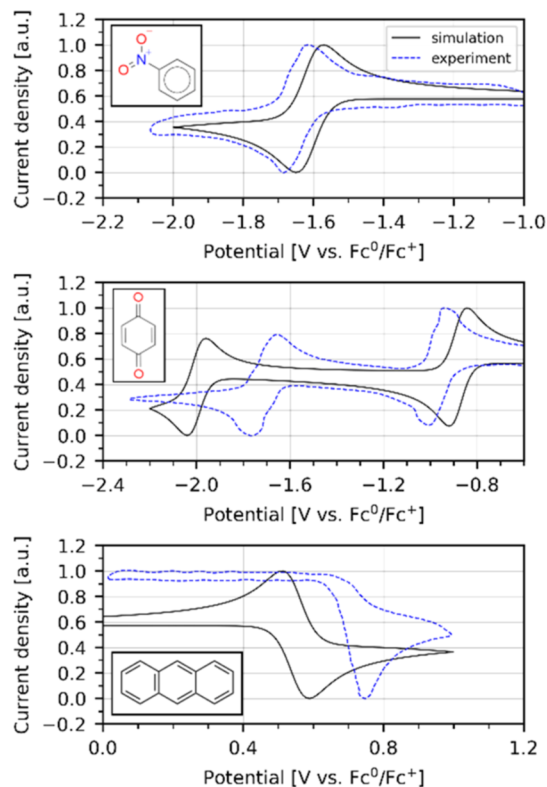 1.2
1.0
0.8
0.6
0.4
0.2
0.0
−0.2
Current density [a.u.]
O⁻
N⁺
O
simulation
experiment
−2.2 −2.0 −1.8 −1.6 −1.4 −1.2 −1.0
Potential [V vs. Fc⁰/Fc⁺]
1.2
1.0
0.8
0.6
0.4
0.2
0.0
−0.2
Current density [a.u.]
O
O
−2.4 −2.0 −1.6 −1.2 −0.8
Potential [V vs. Fc⁰/Fc⁺]
1.2
1.0
0.8
0.6
0.4
0.2
0.0
−0.2
Current density [a.u.]
0.0 0.4 0.8 1.2
Potential [V vs. Fc⁰/Fc⁺]